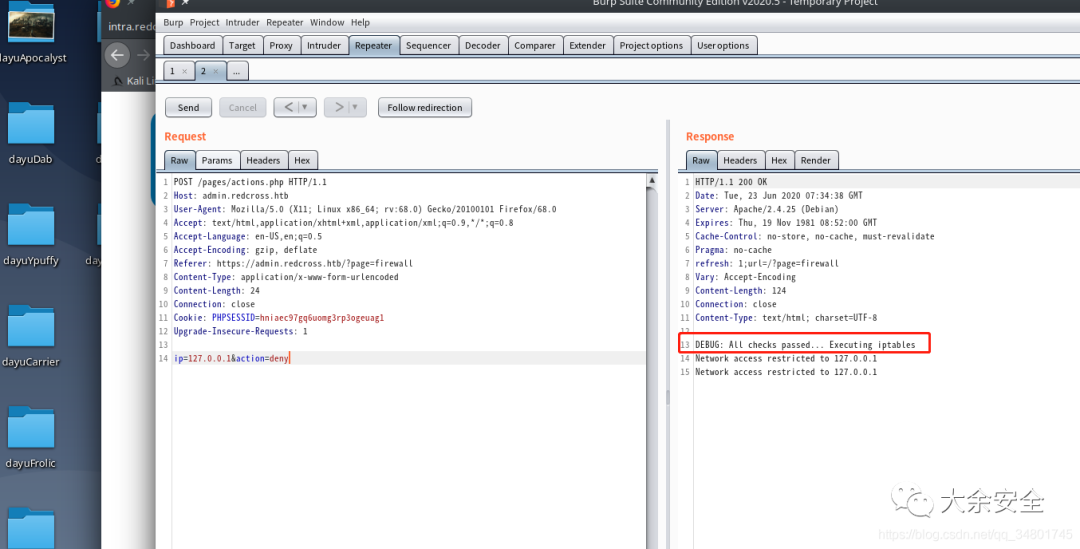 Burp Suite Community Edition v2020.5 - Temporary Project
dayuApocalyst
dayuDab
dayuYpuffy
dayuCarrier
dayuFrolic
intra.redc
Kali Li
Burp Project Intruder Repeater Window Help
Dashboard Target Proxy Intruder Repeater Sequencer Decoder Comparer Extender Project options User options
1 × 2 × ...
Send Cancel < ▼ > ▼ Follow redirection
Request
Raw Params Headers Hex
1 POST /pages/actions.php HTTP/1.1
2 Host: admin.redcross.htb
3 User-Agent: Mozilla/5.0 (X11; Linux x86_64; rv:68.0) Gecko/20100101 Firefox/68.0
4 Accept: text/html,application/xhtml+xml,application/xml;q=0.9,*/*;q=0.8
5 Accept-Language: en-US,en;q=0.5
6 Accept-Encoding: gzip, deflate
7 Referer: https://admin.redcross.htb/?page=firewall
8 Content-Type: application/x-www-form-urlencoded
9 Content-Length: 24
10 Connection: close
11 Cookie: PHPSESSID=hniaec97gq6uomg3rp3ogeuag1
12 Upgrade-Insecure-Requests: 1
13
14 ip=127.0.0.1&action=deny
Response
Raw Headers Hex Render
1 HTTP/1.1 200 OK
2 Date: Tue, 23 Jun 2020 07:34:38 GMT
3 Server: Apache/2.4.25 (Debian)
4 Expires: Thu, 19 Nov 1981 08:52:00 GMT
5 Cache-Control: no-store, no-cache, must-revalidate
6 Pragma: no-cache
7 refresh: 1;url=/?page=firewall
8 Vary: Accept-Encoding
9 Content-Length: 124
10 Connection: close
11 Content-Type: text/html; charset=UTF-8
12
13 DEBUG: All checks passed... Executing iptables
14 Network access restricted to 127.0.0.1
15 Network access restricted to 127.0.0.1
大余安全
https://blog.csdn.net/qq_34801745